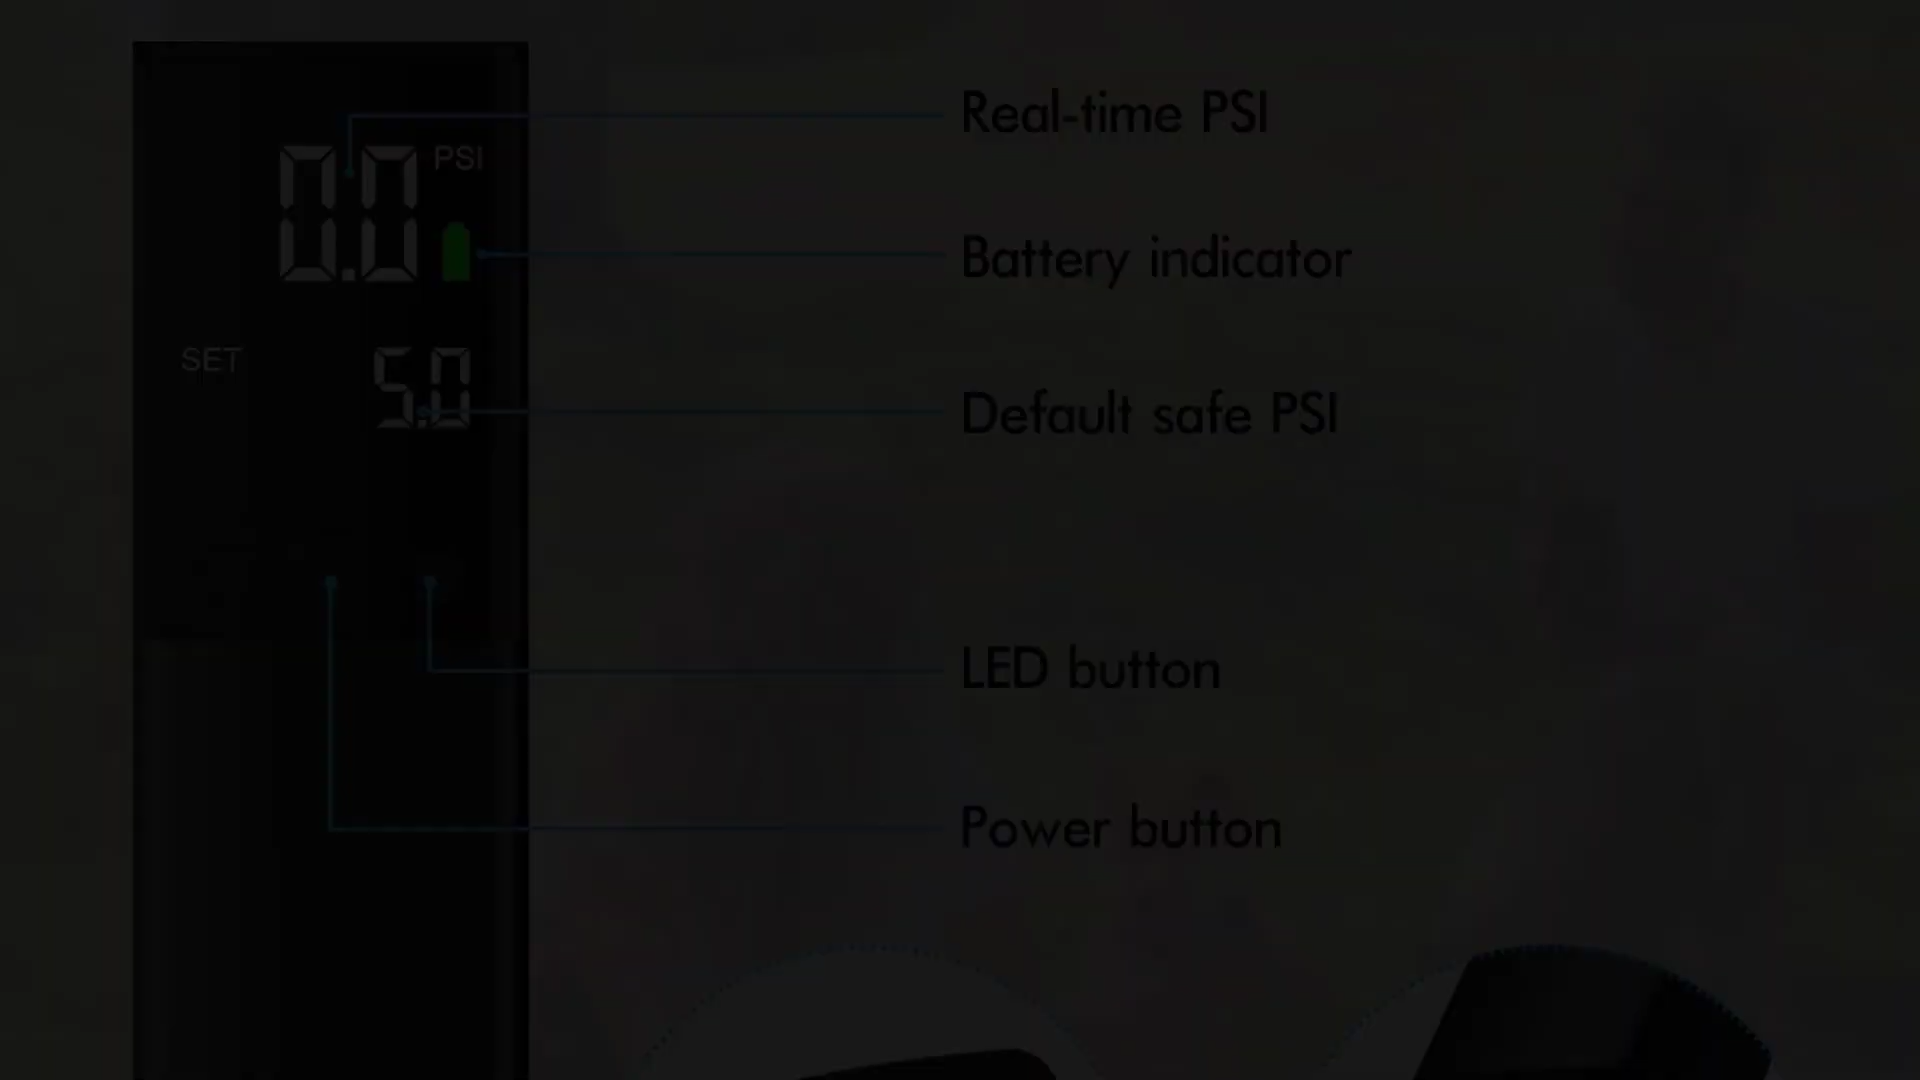 Real-time PSI
0.0 PSI
Battery indicator
SET 5.0
Default safe PSI
LED button
Power button